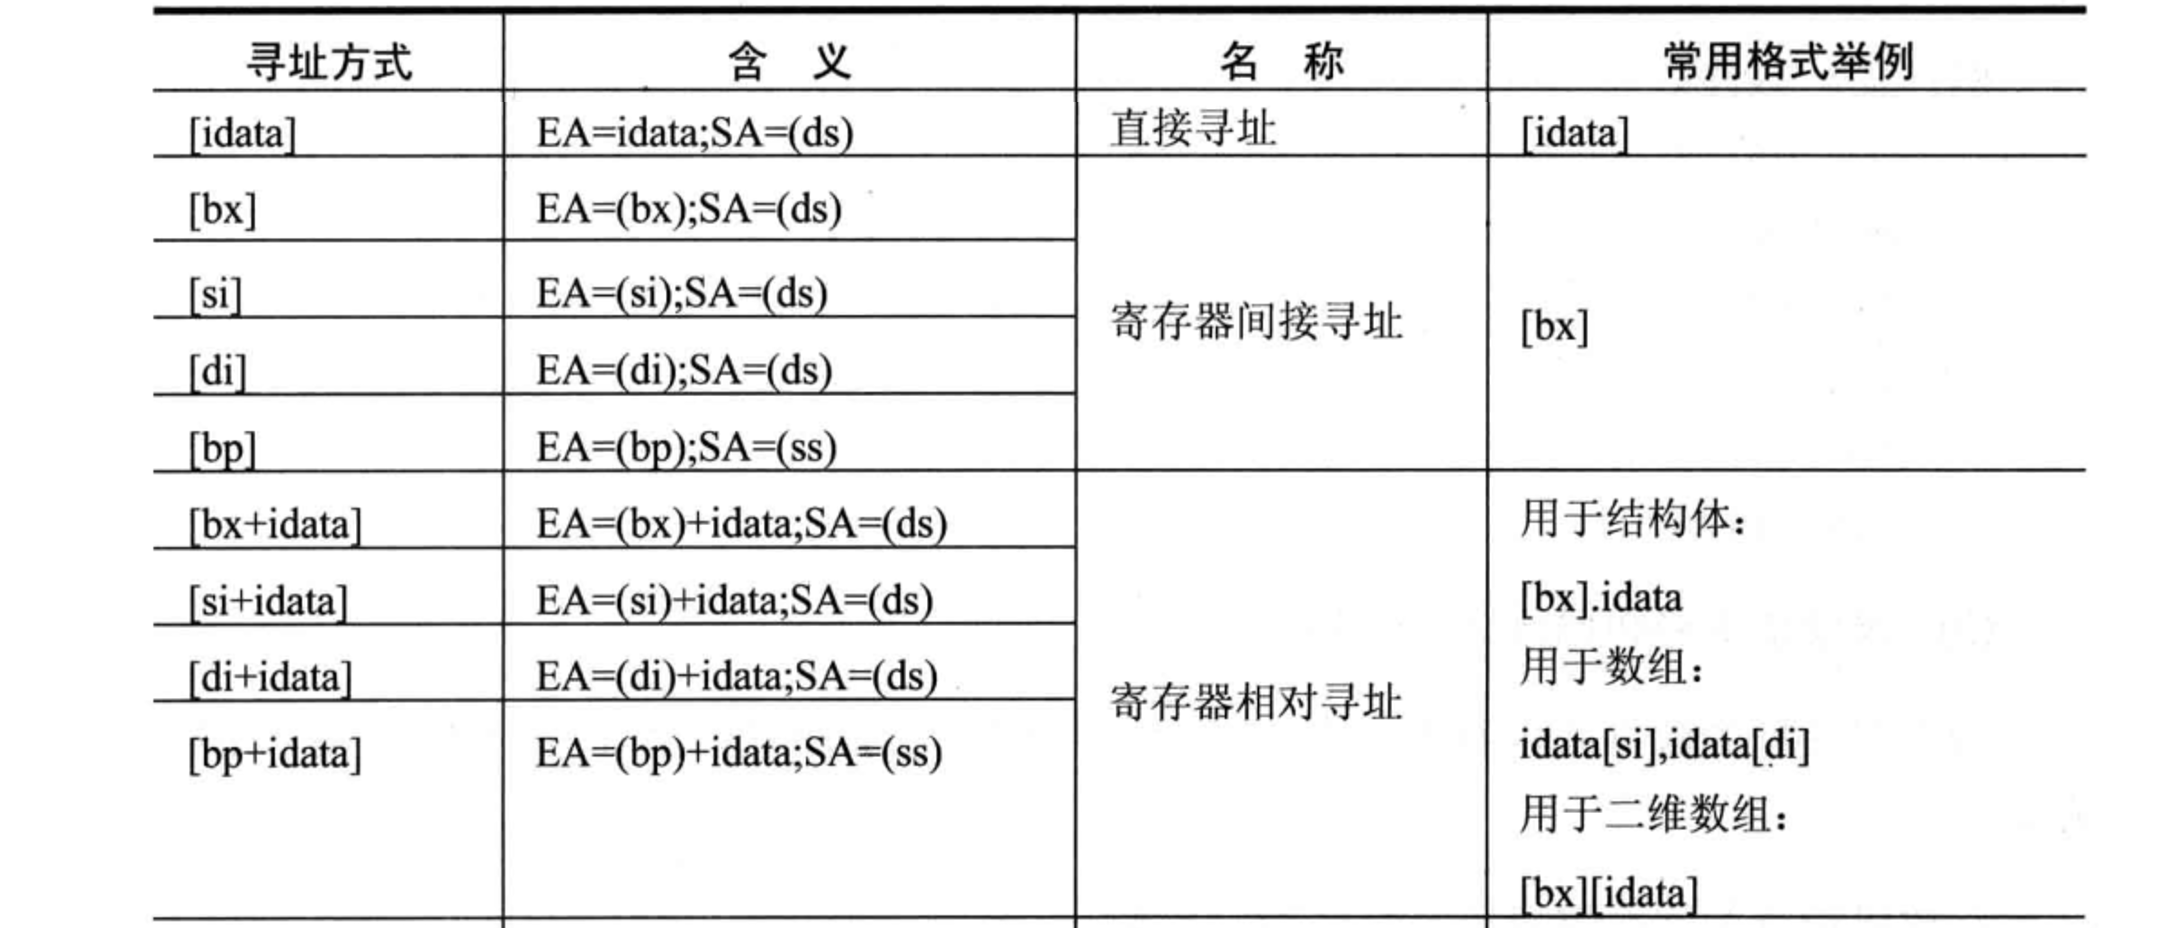 寻址方式 含 义 名 称 常用格式举例
[idata] EA=idata;SA=(ds) 直接寻址 [idata]
[bx] EA=(bx);SA=(ds)
[si] EA=(si);SA=(ds)
寄存器间接寻址 [bx]
[di] EA=(di);SA=(ds)
[bp] EA=(bp);SA=(ss)
[bx+idata] EA=(bx)+idata;SA=(ds) 用于结构体：
[si+idata] EA=(si)+idata;SA=(ds) [bx].idata
[di+idata] EA=(di)+idata;SA=(ds) 用于数组：
寄存器相对寻址
[bp+idata] EA=(bp)+idata;SA=(ss) idata[si],idata[di]
用于二维数组：
[bx][idata]